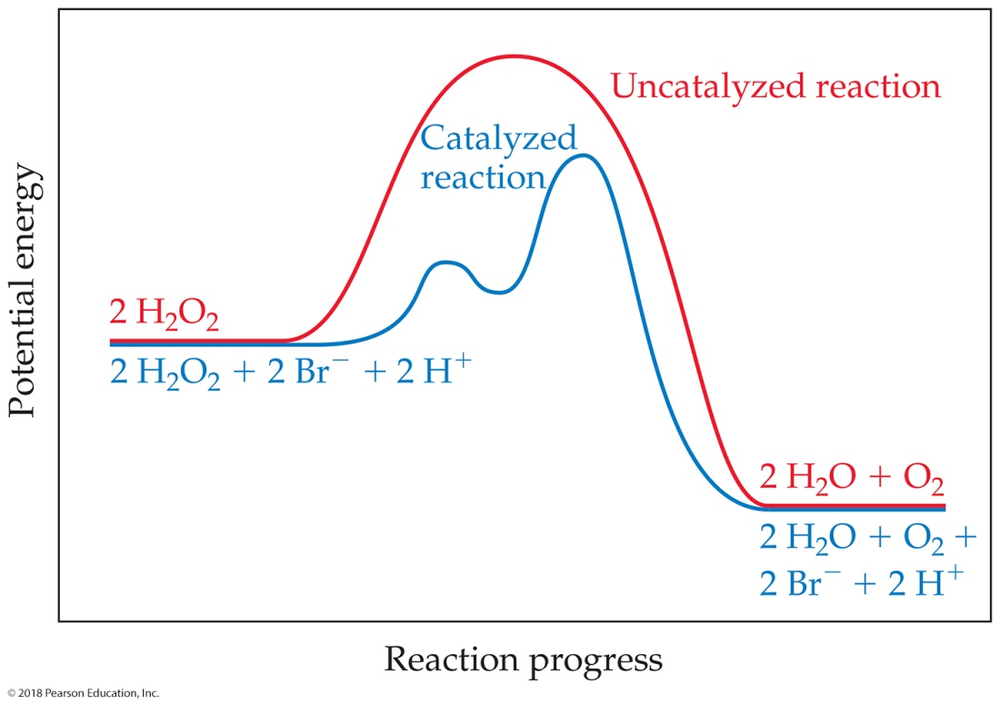 Potential energy
Uncatalyzed reaction
Catalyzed
reaction
2 H₂O₂
2 H₂O₂ + 2 Br⁻ + 2 H⁺
2 H₂O + O₂
2 H₂O + O₂ +
2 Br⁻ + 2 H⁺
Reaction progress
© 2018 Pearson Education, Inc.